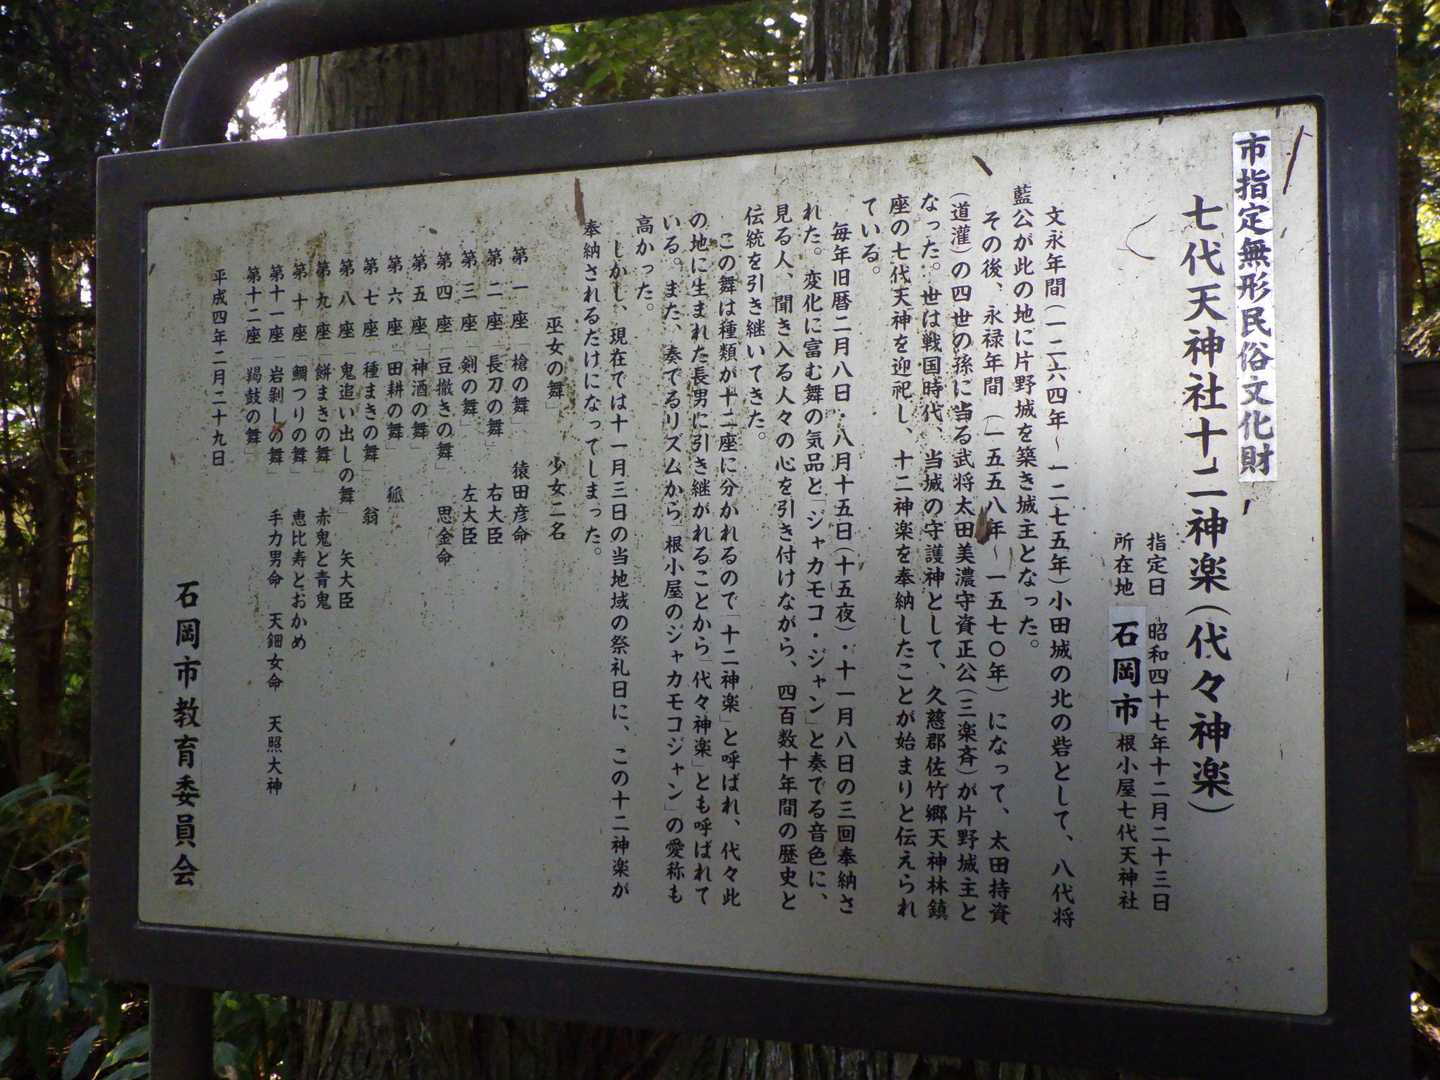 市指定無形民俗文化財
七代天神社十二神楽(代々神楽)
指定日 昭和四十七年十二月二十三日
所在地 石岡市根小屋七代天神社
文永年間(一二六四年~一二七五年)小田城の北の砦として、八代将
藍公が此の地に片野城を築き城主となった。
その後、永禄年間(一五五八年~一五七〇年)になって、太田持資
(道灌)の四世の孫に当る武将太田美濃守資正公(三楽斉)が片野城主と
なった。世は戦国時代、当城の守護神として、久慈郡佐竹郷天神林鎮
座の七代天神を迎祀し、十二神楽を奉納したことが始まりと伝えられ
ている。
毎年旧暦二月八日・八月十五日(十五夜)・十一月八日の三回奉納さ
れた。変化に富む舞の気品と「ジャカモコ・ジャン」と奏でる音色に、
見る人、聞き入る人々の心を引き付けながら、四百数十年間の歴史と
伝統を引き継いできた。
この舞は種類が十二座に分かれるので「十二神楽」と呼ばれ、代々此
の地に生まれた長男に引き継がれることから「代々神楽」とも呼ばれて
いる。また、奏でるリズムから「根小屋のジャカモコジャン」の愛称も
高かった。
しかし、現在では十一月三日の当地域の祭礼日に、この十二神楽が
奉納されるだけになってしまった。
巫女の舞」 少女二名
第一座「槍の舞」 猿田彦命
第二座「長刀の舞」 右大臣
第三座「剣の舞」 左大臣
第四座「豆撒きの舞」 思金命
第五座「神酒の舞」
第六座「田耕の舞」 狐
第七座「種まきの舞」 翁
第八座「鬼追い出しの舞」 矢大臣
第九座「餅まきの舞」 赤鬼と青鬼
第十座「鯛つりの舞」 恵比寿とおかめ
第十一座「岩剝しの舞」 手力男命 天鈿女命 天照大神
第十二座「羯鼓の舞」
平成四年二月二十九日
石岡市教育委員会